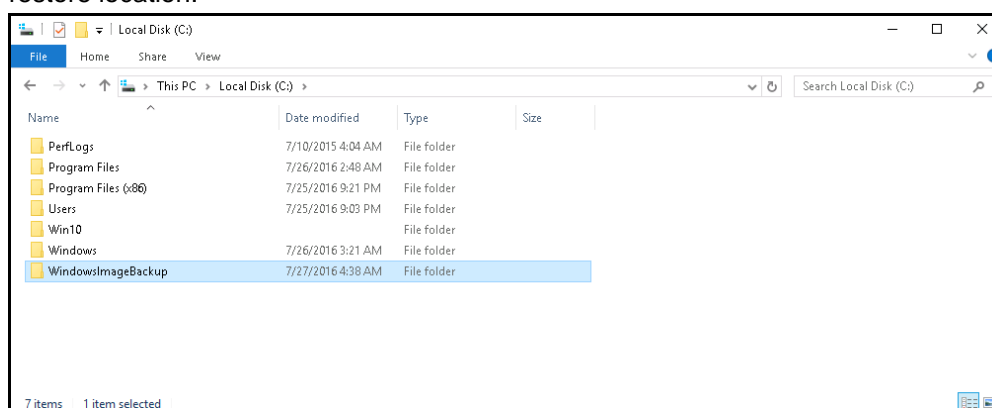 restore location.
Local Disk (C:)
File Home Share View
This PC > Local Disk (C:) >
Search Local Disk (C:)
Name Date modified Type Size
PerfLogs 7/10/2015 4:04 AM File folder
Program Files 7/26/2016 2:48 AM File folder
Program Files (x86) 7/25/2016 9:21 PM File folder
Users 7/25/2016 9:03 PM File folder
Win10 File folder
Windows 7/26/2016 3:21 AM File folder
WindowsImageBackup 7/27/2016 4:38 AM File folder
7 items 1 item selected